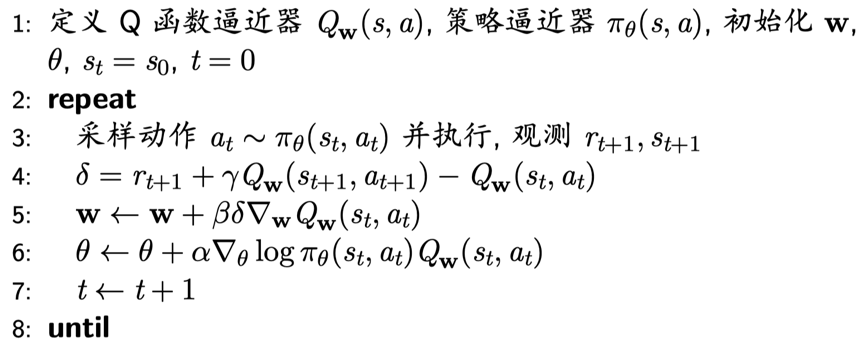 1: 定义 Q 函数逼近器 $Q_{\mathbf{w}}(s, a)$, 策略逼近器 $\pi_\theta(s, a)$, 初始化 $\mathbf{w}$,
$\theta$, $s_t = s_0$, $t = 0$
2: repeat
3: 采样动作 $a_t \sim \pi_\theta(s_t, a_t)$ 并执行, 观测 $r_{t+1}, s_{t+1}$
4: $\delta = r_{t+1} + \gamma Q_{\mathbf{w}}(s_{t+1}, a_{t+1}) - Q_{\mathbf{w}}(s_t, a_t)$
5: $\mathbf{w} \leftarrow \mathbf{w} + \beta \delta \nabla_{\mathbf{w}} Q_{\mathbf{w}}(s_t, a_t)$
6: $\theta \leftarrow \theta + \alpha \nabla_\theta \log \pi_\theta(s_t, a_t) Q_{\mathbf{w}}(s_t, a_t)$
7: $t \leftarrow t + 1$
8: until